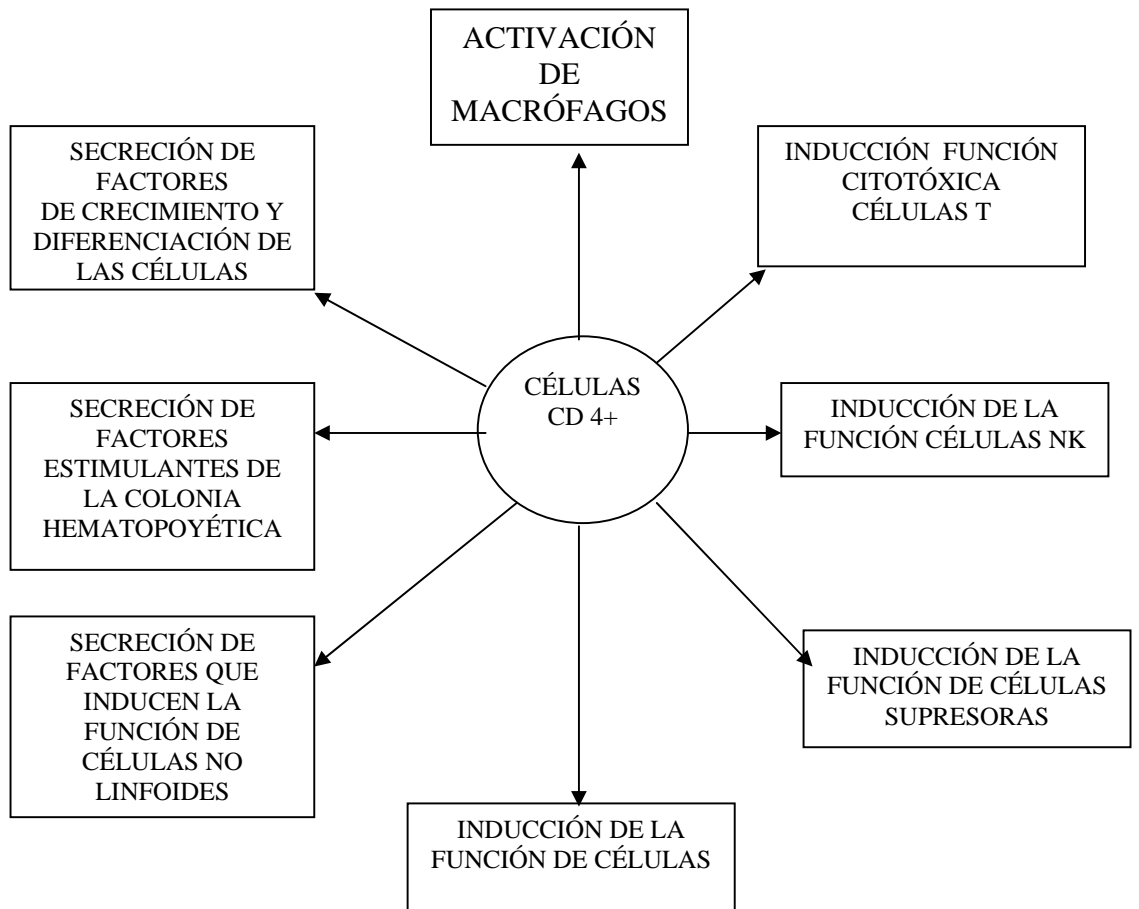 ACTIVACIÓN
DE
MACRÓFAGOS
SECRECIÓN DE
FACTORES
DE CRECIMIENTO Y
DIFERENCIACIÓN DE
LAS CÉLULAS
INDUCCIÓN FUNCIÓN
CITOTÓXICA
CÉLULAS T
CÉLULAS
CD 4+
SECRECIÓN DE
FACTORES
ESTIMULANTES DE
LA COLONIA
HEMATOPOYÉTICA
INDUCCIÓN DE LA
FUNCIÓN CÉLULAS NK
SECRECIÓN DE
FACTORES QUE
INDUCEN LA
FUNCIÓN DE
CÉLULAS NO
LINFOIDES
INDUCCIÓN DE LA
FUNCIÓN DE CÉLULAS
SUPRESORAS
INDUCCIÓN DE LA
FUNCIÓN DE CÉLULAS